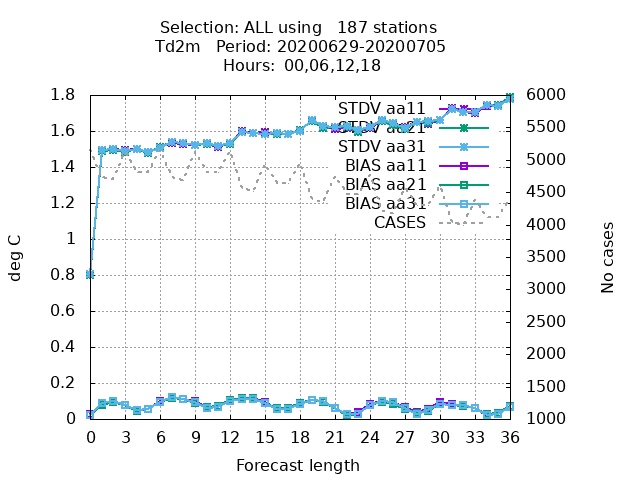 Selection: ALL using   187 stations
Td2m   Period: 20200629-20200705
Hours: 00,06,12,18
STDV aa11
STDV aa21
STDV aa31
BIAS aa11
BIAS aa21
BIAS aa31
CASES
deg C
1.8
1.6
1.4
1.2
1
0.8
0.6
0.4
0.2
0
6000
5500
5000
4500
4000
3500
3000
2500
2000
1500
1000
No cases
0 3 6 9 12 15 18 21 24 27 30 33 36
Forecast length